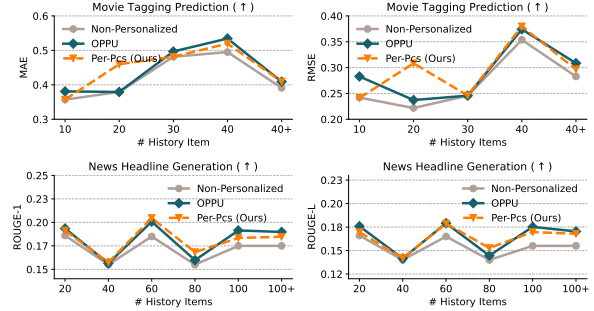 Movie Tagging Prediction (↑)
0.6
0.5
0.4
0.3
MAE
Non-Personalized
OPPU
Per-Pcs (Ours)
10 20 30 40 40+
# History Item
Movie Tagging Prediction (↑)
0.40
0.35
0.30
0.25
0.20
RMSE
Non-Personalized
OPPU
Per-Pcs (Ours)
10 20 30 40 40+
# History Item
News Headline Generation (↑)
0.25
0.23
0.20
0.17
0.15
ROUGE-1
Non-Personalized
OPPU
Per-Pcs (Ours)
20 40 60 80 100 100+
# History Items
News Headline Generation (↑)
0.23
0.20
0.18
0.15
0.12
ROUGE-L
Non-Personalized
OPPU
Per-Pcs (Ours)
20 40 60 80 100 100+
# History Items